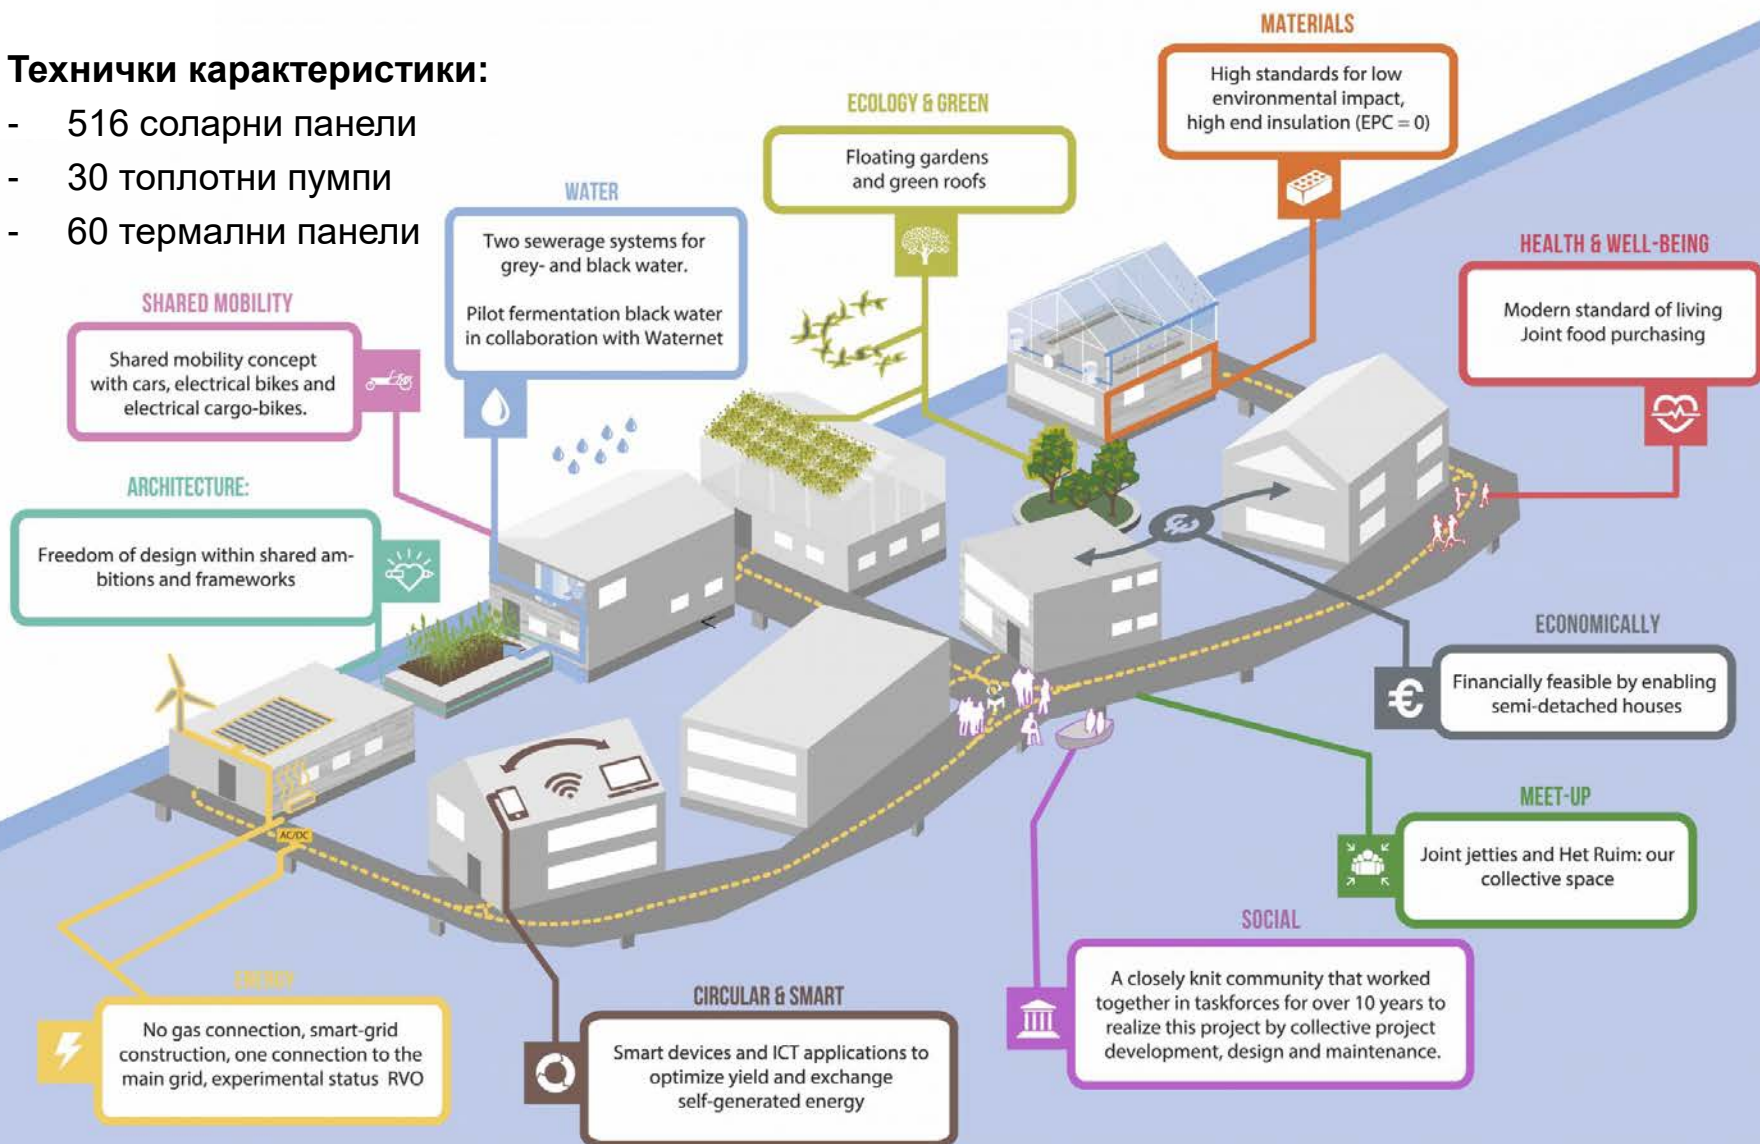 Технички карактеристики:
- 516 соларни панели
- 30 топлотни пумпи
- 60 термални панели
MATERIALS
High standards for low
environmental impact,
high end insulation (EPC = 0)
ECOLOGY & GREEN
Floating gardens
and green roofs
WATER
Two sewerage systems for
grey- and black water.
Pilot fermentation black water
in collaboration with Waternet
HEALTH & WELL-BEING
Modern standard of living
Joint food purchasing
SHARED MOBILITY
Shared mobility concept
with cars, electrical bikes and
electrical cargo-bikes.
ARCHITECTURE:
Freedom of design within shared am-
bitions and frameworks
ECONOMICALLY
€
Financially feasible by enabling
semi-detached houses
MEET-UP
Joint jetties and Het Ruim: our
collective space
AC/DC
SOCIAL
A closely knit community that worked
together in taskforces for over 10 years to
realize this project by collective project
development, design and maintenance.
ENERGY
No gas connection, smart-grid
construction, one connection to the
main grid, experimental status RVO
CIRCULAR & SMART
Smart devices and ICT applications to
optimize yield and exchange
self-generated energy